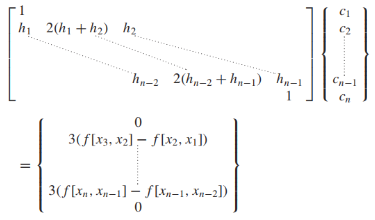 1 c₁
h₁ 2(h₁ + h₂) h₂ c₂
hₙ₋₂ 2(hₙ₋₂ + hₙ₋₁) hₙ₋₁ cₙ₋₁
1 cₙ
0
3(f[x₃, x₂] − f[x₂, x₁])
=
3(f[xₙ, xₙ₋₁] − f[xₙ₋₁, xₙ₋₂])
0